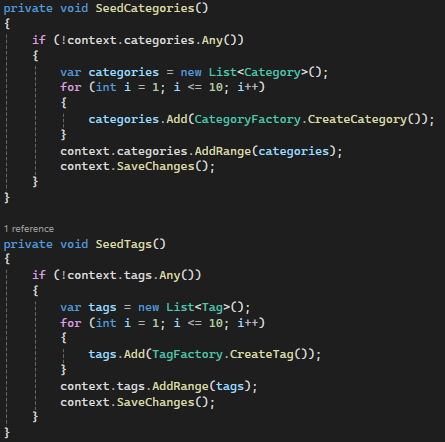 private void SeedCategories()
{
if (!context.categories.Any())
{
var categories = new List<Category>();
for (int i = 1; i <= 10; i++)
{
categories.Add(CategoryFactory.CreateCategory());
}
context.categories.AddRange(categories);
context.SaveChanges();
}
}
1 reference
private void SeedTags()
{
if (!context.tags.Any())
{
var tags = new List<Tag>();
for (int i = 1; i <= 10; i++)
{
tags.Add(TagFactory.CreateTag());
}
context.tags.AddRange(tags);
context.SaveChanges();
}
}